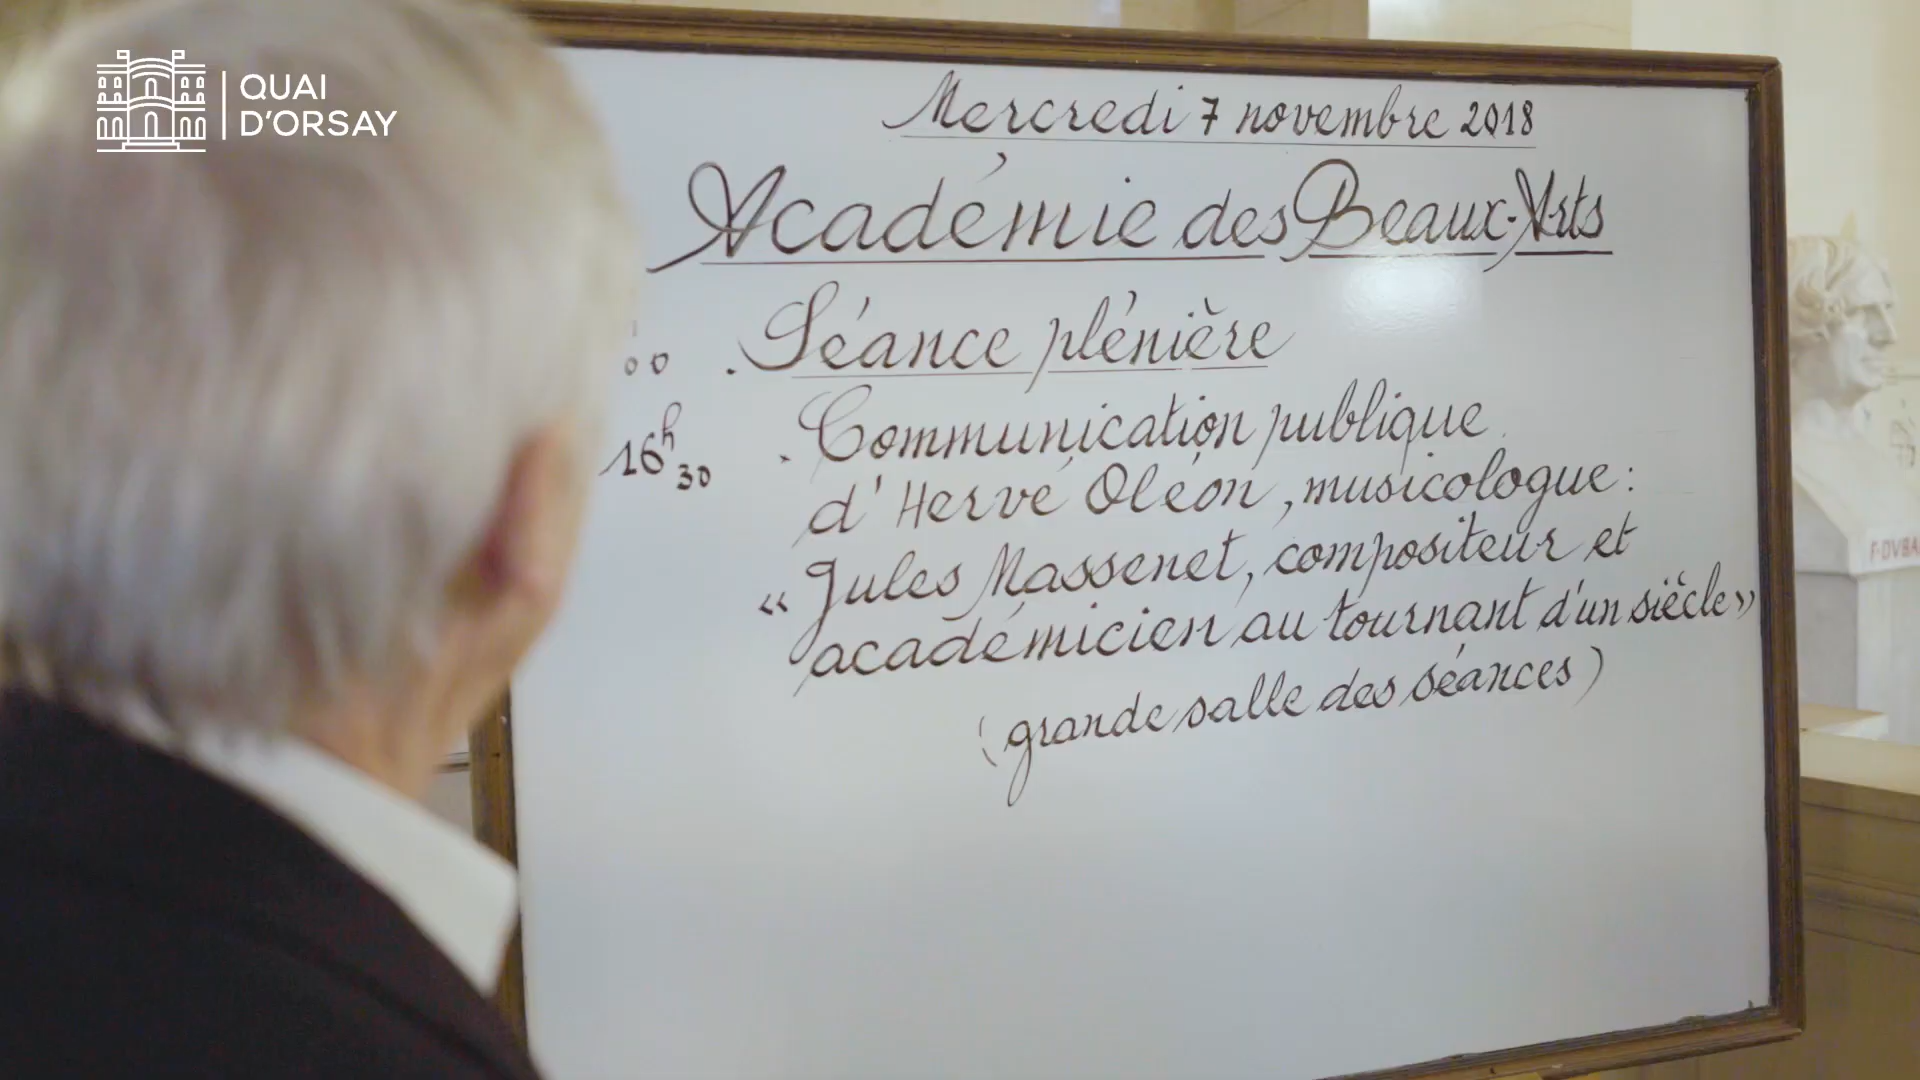 QUAI
D'ORSAY
Mercredi 7 novembre 2018
Académie des Beaux-Arts
00 . Séance plénière
16h30 . Communication publique
d'Hervé Oléon, musicologue :
« Jules Massenet, compositeur et
académicien au tournant d'un siècle »
(grande salle des séances)